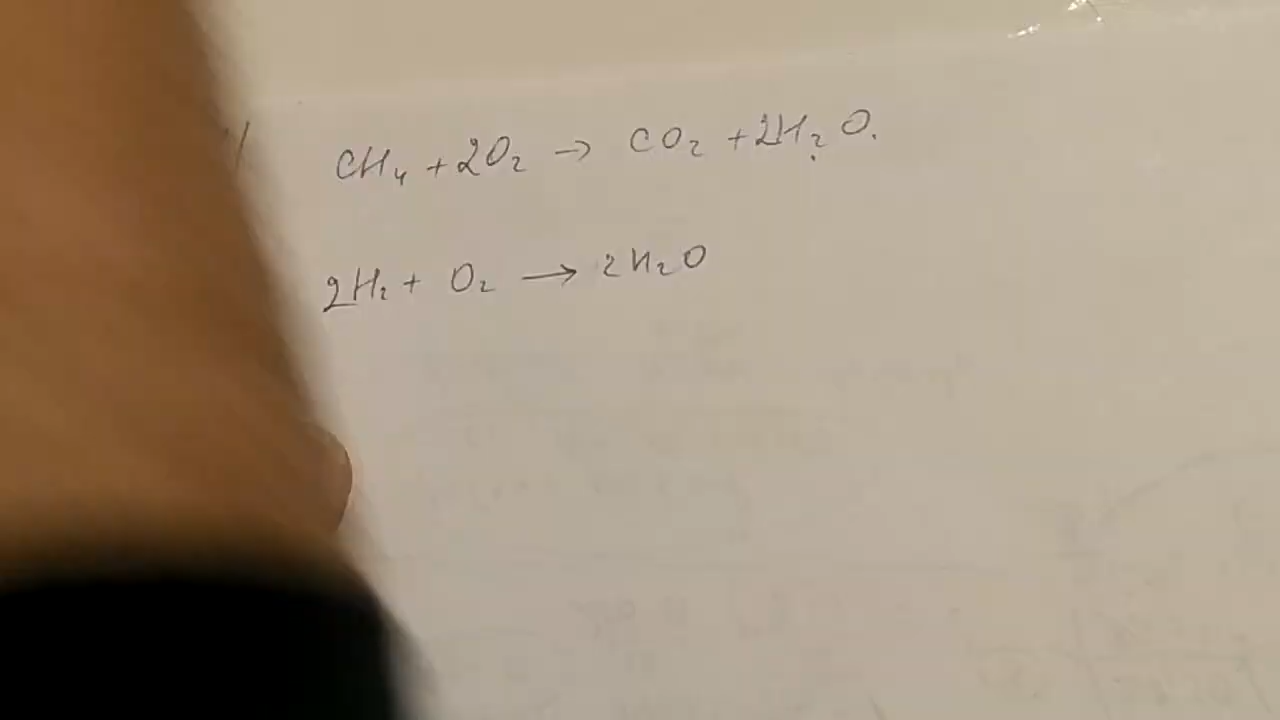 CH₄ + 2O₂ → CO₂ + 2H₂O.
2H₂ + O₂ → 2H₂O